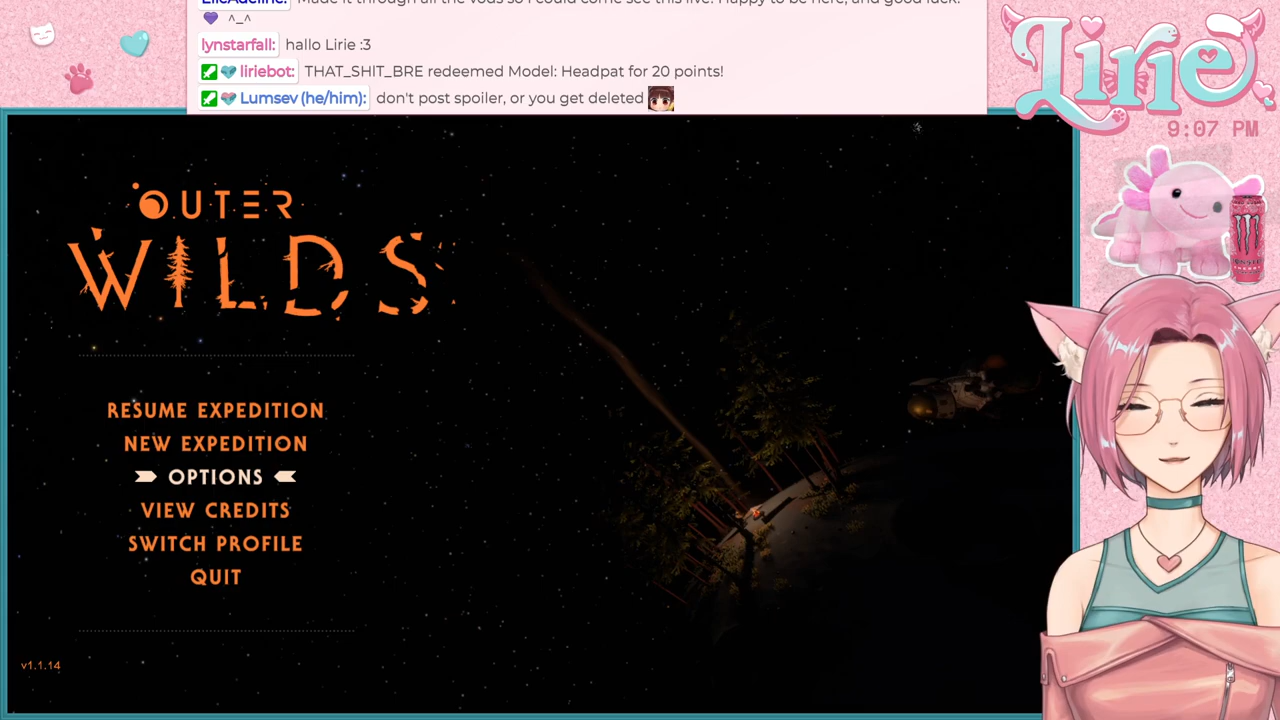 EllcAdeline: Made it through all the vods so I could come see this live! Happy to be here, and good luck.
💜 ^_^
lynstarfall: hallo Lirie :3
liriebot: THAT_SHIT_BRE redeemed Model: Headpat for 20 points!
Lumsev (he/him): don't post spoiler, or you get deleted
Lirie
9:07 PM
OUTER
WILDS
RESUME EXPEDITION
NEW EXPEDITION
OPTIONS
VIEW CREDITS
SWITCH PROFILE
QUIT
v1.1.14